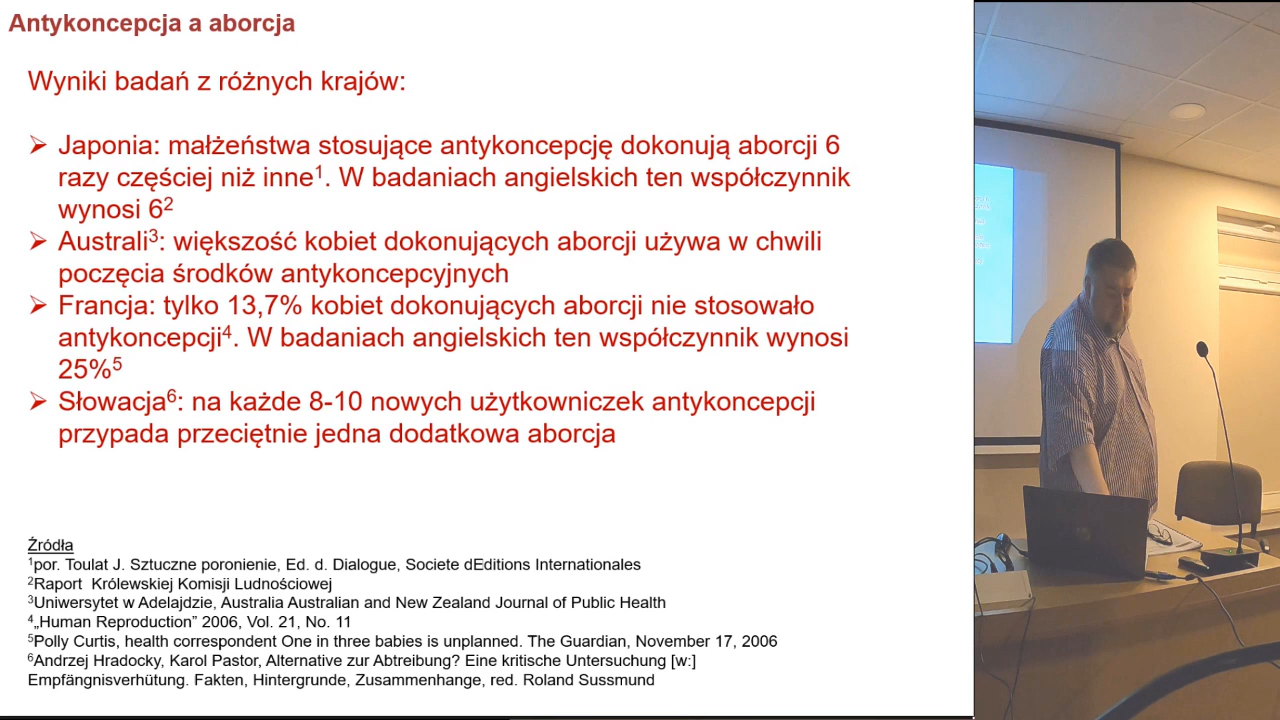 Antykoncepcja a aborcja
Wyniki badań z różnych krajów:
➢ Japonia: małżeństwa stosujące antykoncepcję dokonują aborcji 6
razy częściej niż inne¹. W badaniach angielskich ten współczynnik
wynosi 6²
➢ Australi³: większość kobiet dokonujących aborcji używa w chwili
poczęcia środków antykoncepcyjnych
➢ Francja: tylko 13,7% kobiet dokonujących aborcji nie stosowało
antykoncepcji⁴. W badaniach angielskich ten współczynnik wynosi
25%⁵
➢ Słowacja⁶: na każde 8-10 nowych użytkowniczek antykoncepcji
przypada przeciętnie jedna dodatkowa aborcja
Źródła
¹por. Toulat J. Sztuczne poronienie, Ed. d. Dialogue, Societe dEditions Internationales
²Raport Królewskiej Komisji Ludnościowej
³Uniwersytet w Adelajdzie, Australia Australian and New Zealand Journal of Public Health
⁴„Human Reproduction” 2006, Vol. 21, No. 11
⁵Polly Curtis, health correspondent One in three babies is unplanned. The Guardian, November 17, 2006
⁶Andrzej Hradocky, Karol Pastor, Alternative zur Abtreibung? Eine kritische Untersuchung [w:]
Empfängnisverhütung. Fakten, Hintergrunde, Zusammenhange, red. Roland Sussmund